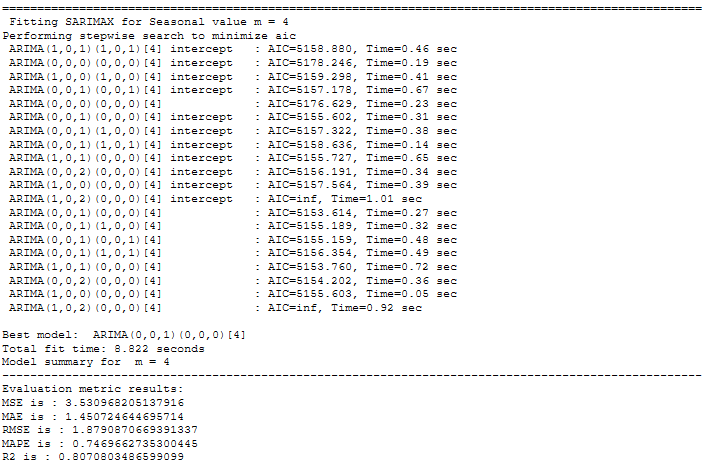 Fitting SARIMAX for Seasonal value m = 4
Performing stepwise search to minimize aic
ARIMA(1,0,1)(1,0,1)[4] intercept   : AIC=5158.880, Time=0.46 sec
ARIMA(0,0,0)(0,0,0)[4] intercept   : AIC=5178.246, Time=0.19 sec
ARIMA(1,0,0)(1,0,0)[4] intercept   : AIC=5159.298, Time=0.41 sec
ARIMA(0,0,1)(0,0,1)[4] intercept   : AIC=5157.178, Time=0.67 sec
ARIMA(0,0,0)(0,0,0)[4]             : AIC=5176.629, Time=0.23 sec
ARIMA(0,0,1)(0,0,0)[4] intercept   : AIC=5155.602, Time=0.31 sec
ARIMA(0,0,1)(1,0,0)[4] intercept   : AIC=5157.322, Time=0.38 sec
ARIMA(0,0,1)(1,0,1)[4] intercept   : AIC=5158.636, Time=0.14 sec
ARIMA(1,0,1)(0,0,0)[4] intercept   : AIC=5155.727, Time=0.65 sec
ARIMA(0,0,2)(0,0,0)[4] intercept   : AIC=5156.191, Time=0.34 sec
ARIMA(1,0,0)(0,0,0)[4] intercept   : AIC=5157.564, Time=0.39 sec
ARIMA(1,0,2)(0,0,0)[4] intercept   : AIC=inf, Time=1.01 sec
ARIMA(0,0,1)(0,0,0)[4]             : AIC=5153.614, Time=0.27 sec
ARIMA(0,0,1)(1,0,0)[4]             : AIC=5155.189, Time=0.32 sec
ARIMA(0,0,1)(0,0,1)[4]             : AIC=5155.159, Time=0.48 sec
ARIMA(0,0,1)(1,0,1)[4]             : AIC=5156.354, Time=0.49 sec
ARIMA(1,0,1)(0,0,0)[4]             : AIC=5153.760, Time=0.72 sec
ARIMA(0,0,2)(0,0,0)[4]             : AIC=5154.202, Time=0.36 sec
ARIMA(1,0,0)(0,0,0)[4]             : AIC=5155.603, Time=0.05 sec
ARIMA(1,0,2)(0,0,0)[4]             : AIC=inf, Time=0.92 sec
Best model:  ARIMA(0,0,1)(0,0,0)[4]
Total fit time: 8.822 seconds
Model summary for  m = 4
Evaluation metric results:
MSE is : 3.530968205137916
MAE is : 1.450724644695714
RMSE is : 1.8790870669391337
MAPE is : 0.7469662735300445
R2 is : 0.8070803486599099